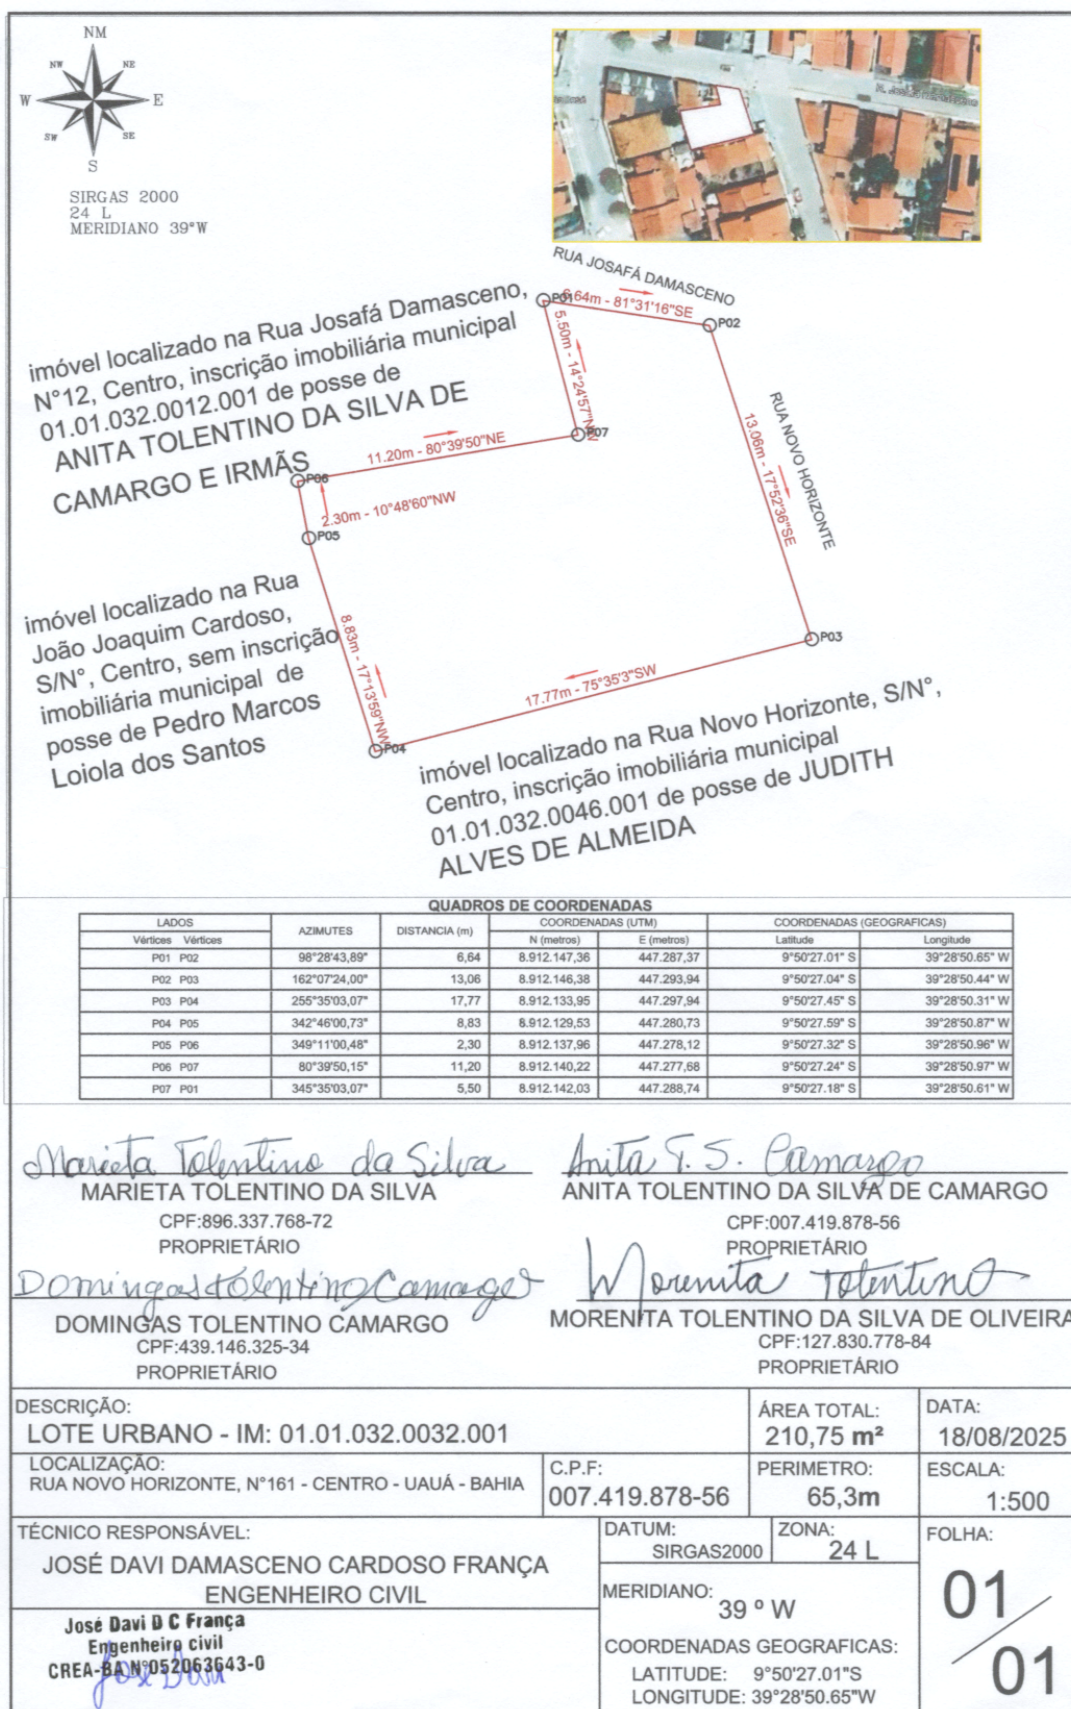 NM
NW NE
W E
SW SE
S
SIRGAS 2000
24 L
MERIDIANO 39°W
RUA JOSAFÁ DAMASCENO
P01
6.64m - 81°31'16"SE
P02
5.50m - 14°24'57"NW
P07
RUA NOVO HORIZONTE
13.06m - 17°52'36"SE
imóvel localizado na Rua Josafá Damasceno,
N°12, Centro, inscrição imobiliária municipal
01.01.032.0012.001 de posse de
ANITA TOLENTINO DA SILVA DE
CAMARGO E IRMÃS
11.20m - 80°39'50"NE
P06
2.30m - 10°48'60"NW
P05
imóvel localizado na Rua
João Joaquim Cardoso,
S/N°, Centro, sem inscrição
imobiliária municipal de
posse de Pedro Marcos
Loiola dos Santos
8.83m - 17°13'59"NW
P03
17.77m - 75°35'3"SW
P04
imóvel localizado na Rua Novo Horizonte, S/N°,
Centro, inscrição imobiliária municipal
01.01.032.0046.001 de posse de JUDITH
ALVES DE ALMEIDA
QUADROS DE COORDENADAS
LADOS AZIMUTES DISTANCIA (m) COORDENADAS (UTM) COORDENADAS (GEOGRAFICAS)
Vértices Vértices N (metros) E (metros) Latitude Longitude
P01 P02 98°28'43,89" 6,64 8.912.147,36 447.287,37 9°50'27.01" S 39°28'50.65" W
P02 P03 162°07'24,00" 13,06 8.912.146,38 447.293,94 9°50'27.04" S 39°28'50.44" W
P03 P04 255°35'03,07" 17,77 8.912.133,95 447.297,94 9°50'27.45" S 39°28'50.31" W
P04 P05 342°46'00,73" 8,83 8.912.129,53 447.280,73 9°50'27.59" S 39°28'50.87" W
P05 P06 349°11'00,48" 2,30 8.912.137,96 447.278,12 9°50'27.32" S 39°28'50.96" W
P06 P07 80°39'50,15" 11,20 8.912.140,22 447.277,68 9°50'27.24" S 39°28'50.97" W
P07 P01 345°35'03,07" 5,50 8.912.142,03 447.288,74 9°50'27.18" S 39°28'50.61" W
Marieta Tolentino da Silva
MARIETA TOLENTINO DA SILVA
CPF:896.337.768-72
PROPRIETÁRIO
Anita T. S. Camargo
ANITA TOLENTINO DA SILVA DE CAMARGO
CPF:007.419.878-56
PROPRIETÁRIO
Domingas Tolentino Camargo
DOMINGAS TOLENTINO CAMARGO
CPF:439.146.325-34
PROPRIETÁRIO
Morenita Tolentino
MORENITA TOLENTINO DA SILVA DE OLIVEIRA
CPF:127.830.778-84
PROPRIETÁRIO
DESCRIÇÃO:
LOTE URBANO - IM: 01.01.032.0032.001
ÁREA TOTAL:
210,75 m²
DATA:
18/08/2025
LOCALIZAÇÃO:
RUA NOVO HORIZONTE, N°161 - CENTRO - UAUÁ - BAHIA
C.P.F:
007.419.878-56
PERIMETRO:
65,3m
ESCALA:
1:500
TÉCNICO RESPONSÁVEL:
JOSÉ DAVI DAMASCENO CARDOSO FRANÇA
ENGENHEIRO CIVIL
José Davi D C França
Engenheiro civil
CREA-BA N°052063643-0
José Davi
DATUM:
SIRGAS2000
ZONA:
24 L
MERIDIANO:
39 º W
COORDENADAS GEOGRAFICAS:
LATITUDE: 9°50'27.01"S
LONGITUDE: 39°28'50.65"W
FOLHA:
01
01